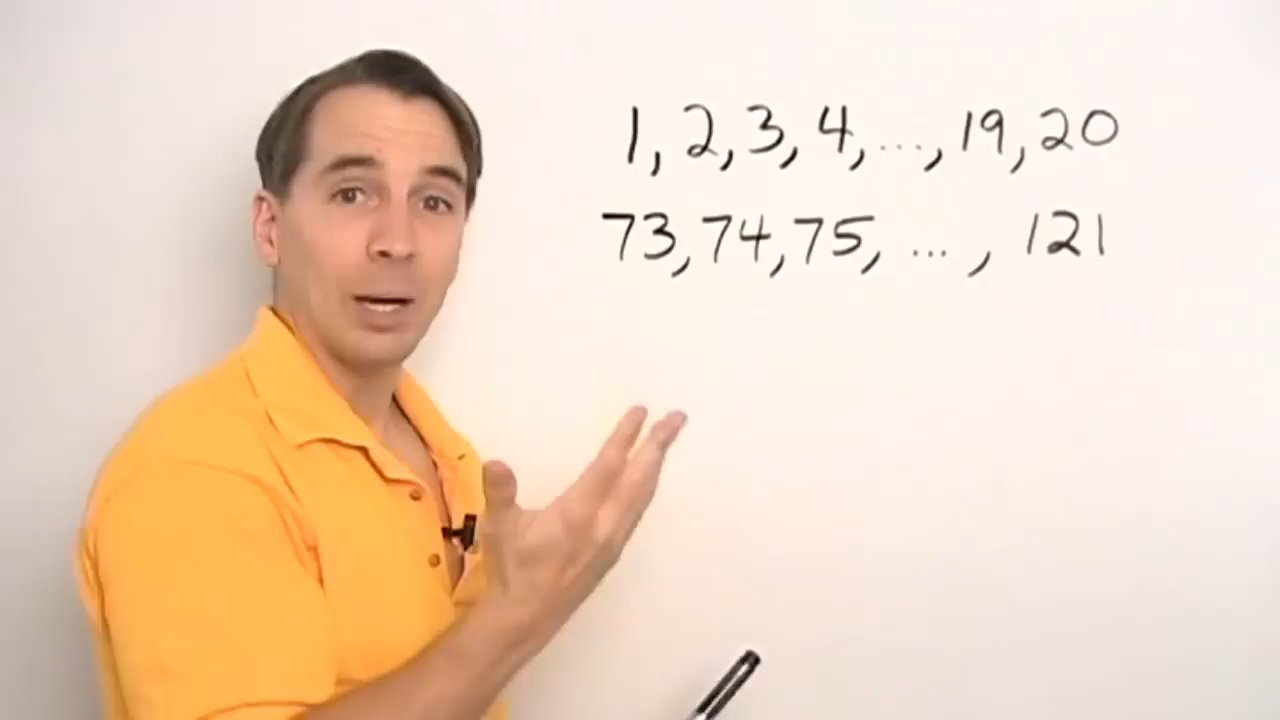 1, 2, 3, 4, ..., 19, 20
73, 74, 75, ... , 121